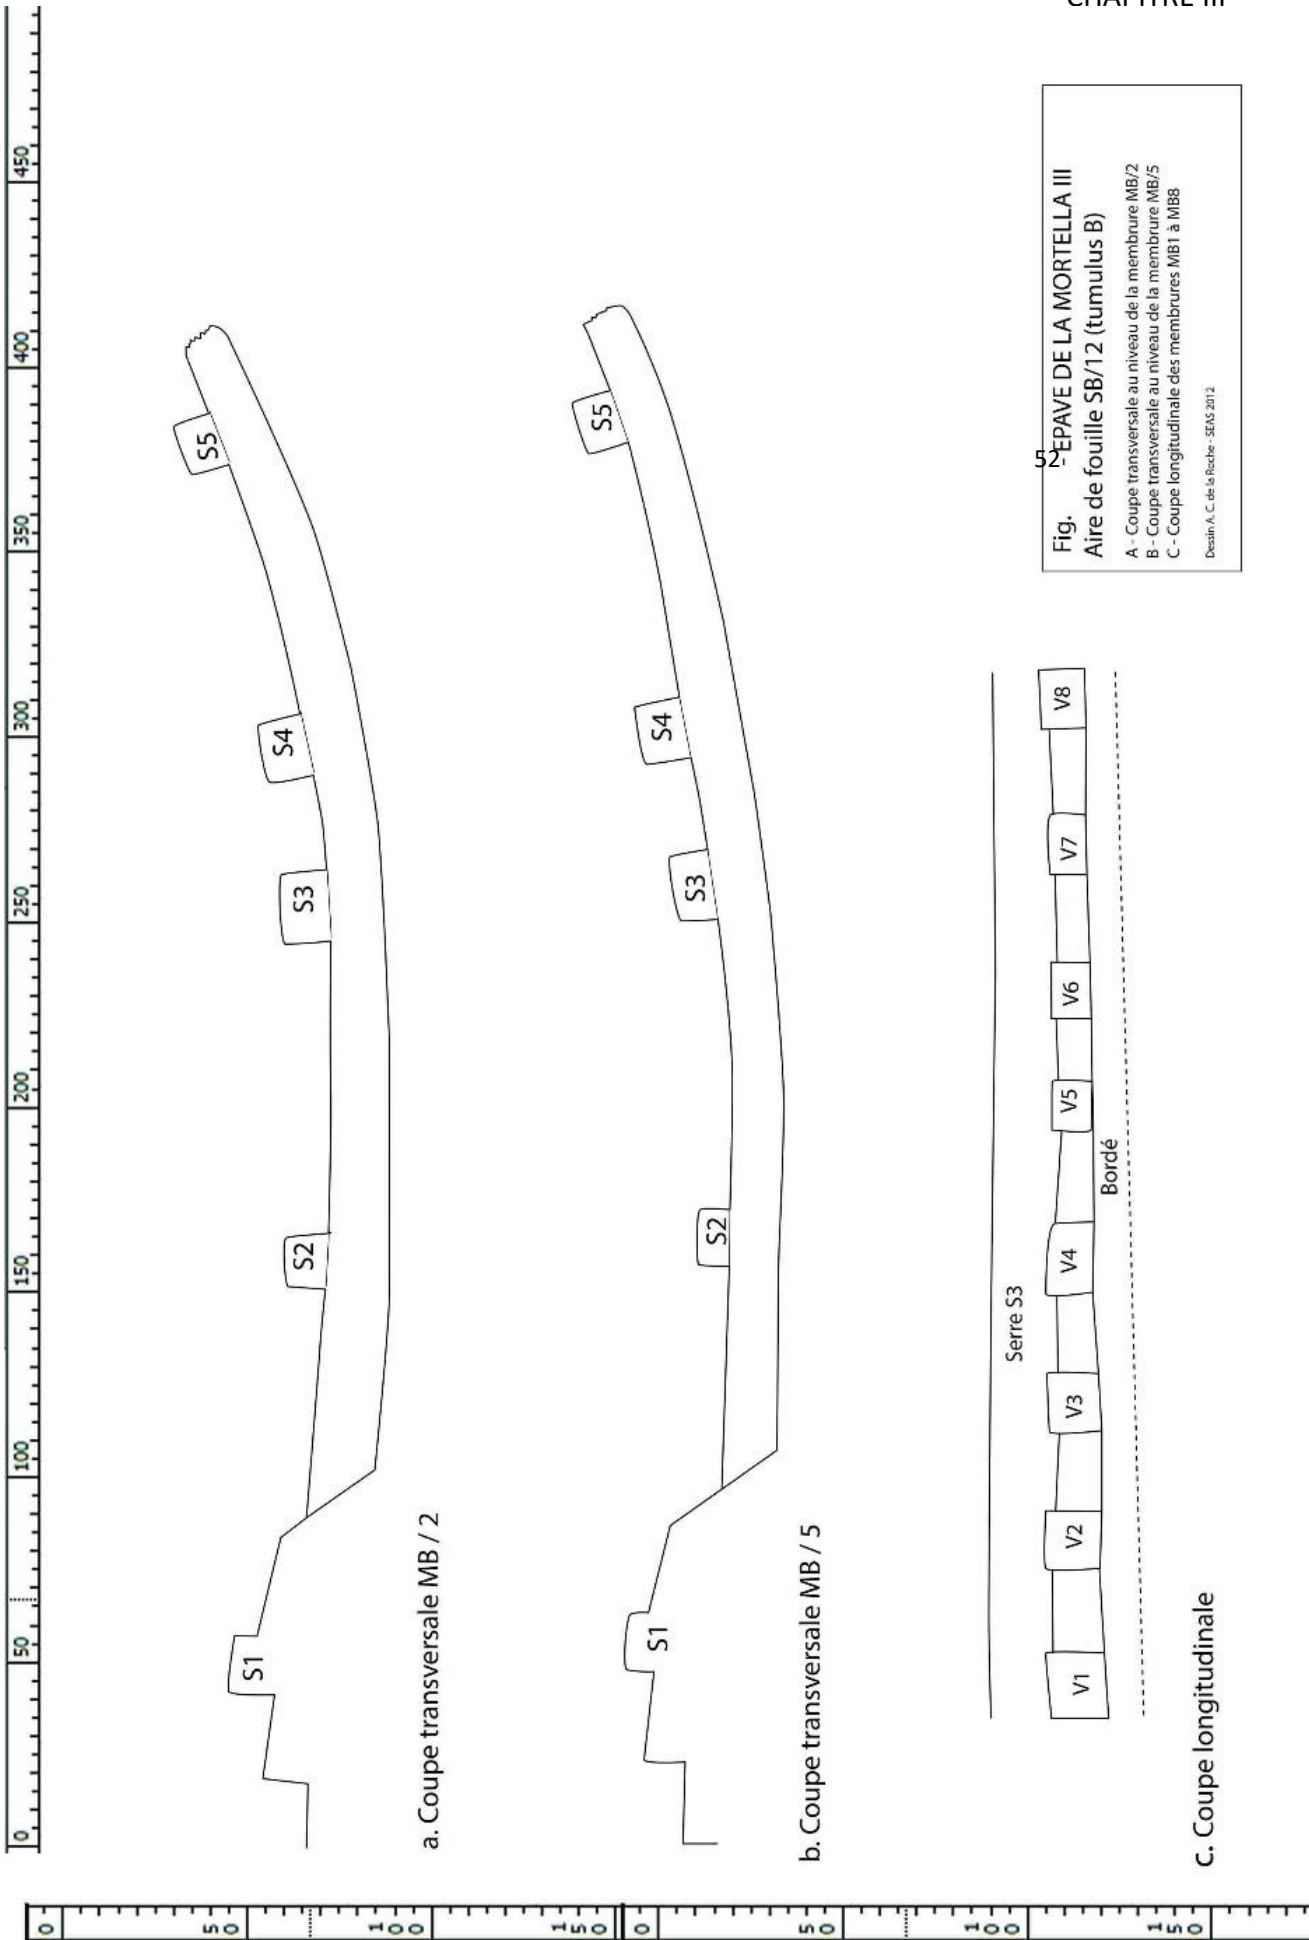 CHAPITRE III
0 50 100 150 200 250 300 350 400 450
0
50
100
150
0
50
100
150
S1 S2 S3 S4 S5
a. Coupe transversale MB / 2
S1 S2 S3 S4 S5
b. Coupe transversale MB / 5
Serre S3
V1 V2 V3 V4 V5 V6 V7 V8
Bordé
C. Coupe longitudinale
52
Fig. - EPAVE DE LA MORTELLA III
Aire de fouille SB/12 (tumulus B)
A - Coupe transversale au niveau de la membrure MB/2
B - Coupe transversale au niveau de la membrure MB/5
C - Coupe longitudinale des membrures MB1 à MB8
Dessin A. C. de la Roche - SEAS 2012